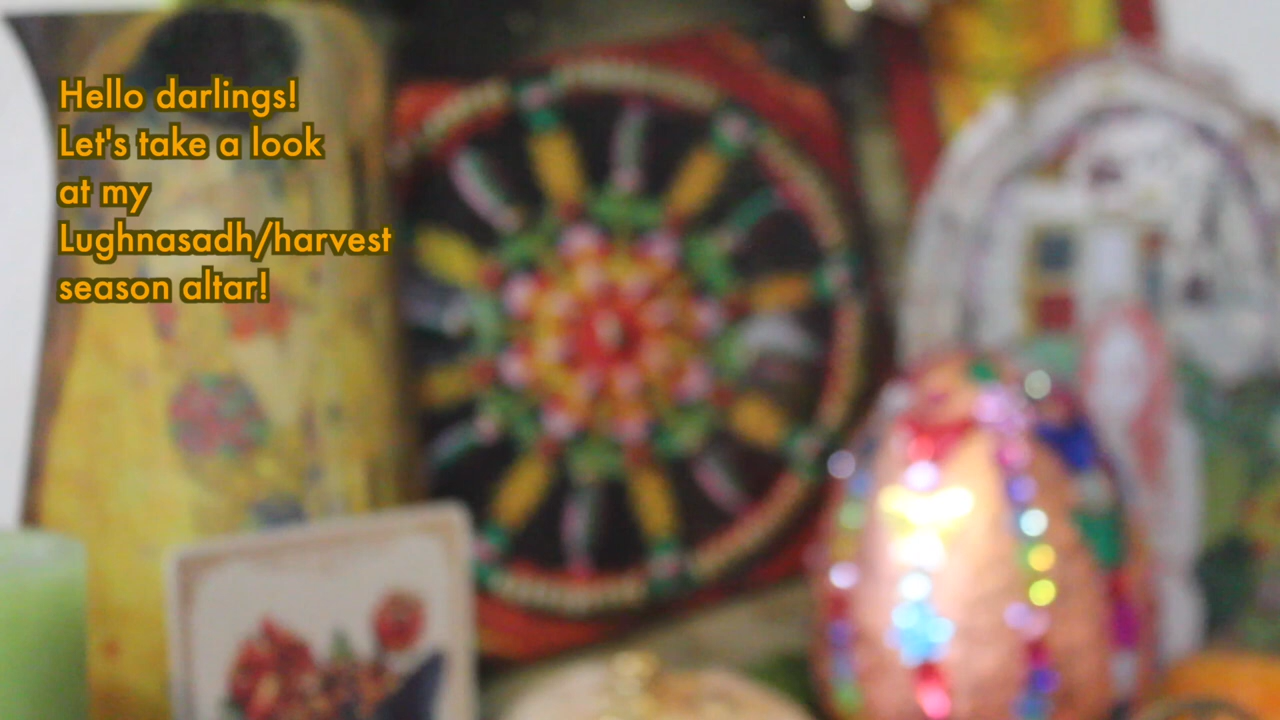 Hello darlings!
Let's take a look
at my
Lughnasadh/harvest
season altar!